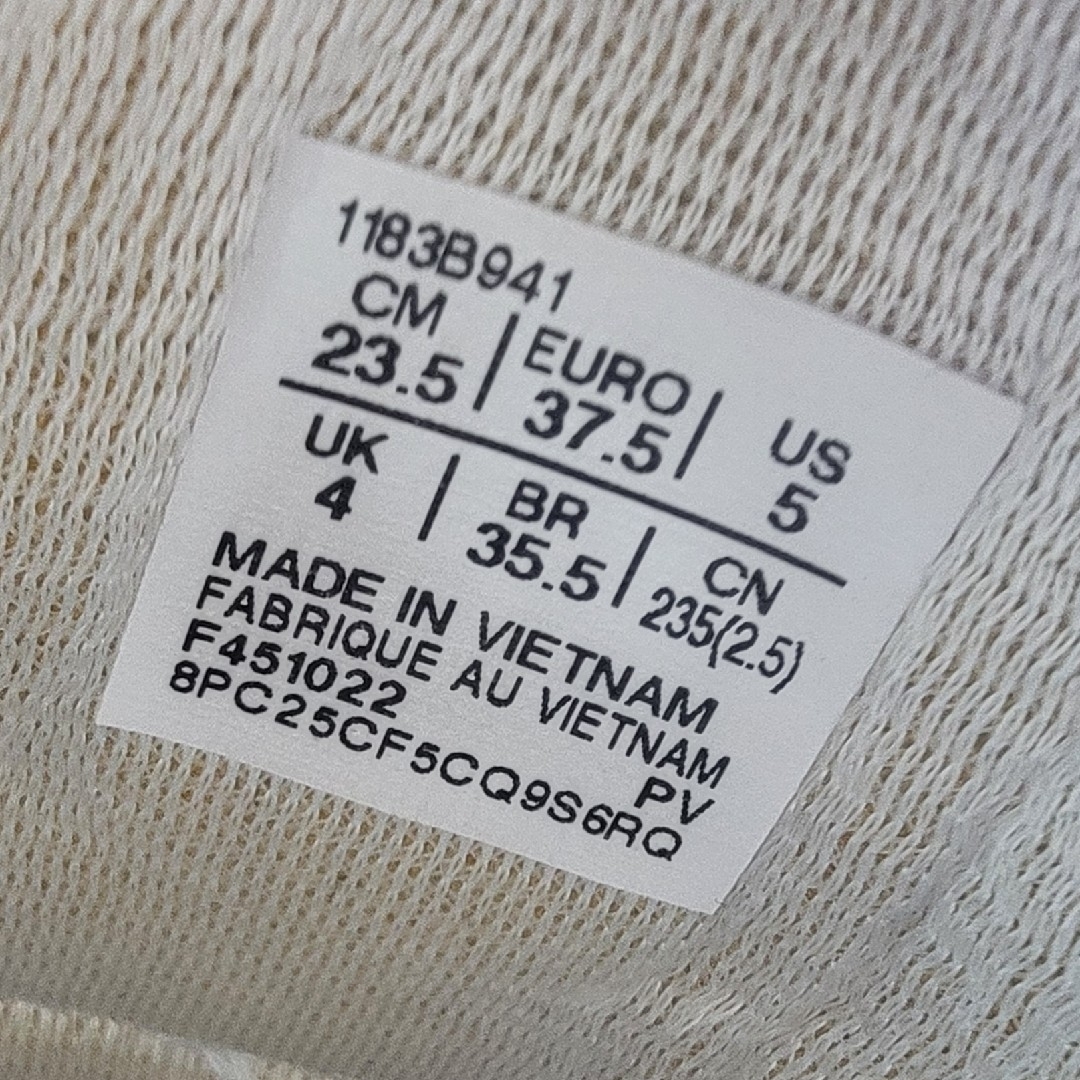 1183B941
CM | EURO | US
23.5 | 37.5 | 5
UK | BR | CN
4 | 35.5 | 235(2.5)
MADE IN VIETNAM
FABRIQUE AU VIETNAM
F451022 PV
8PC25CF5CQ9S6RQ